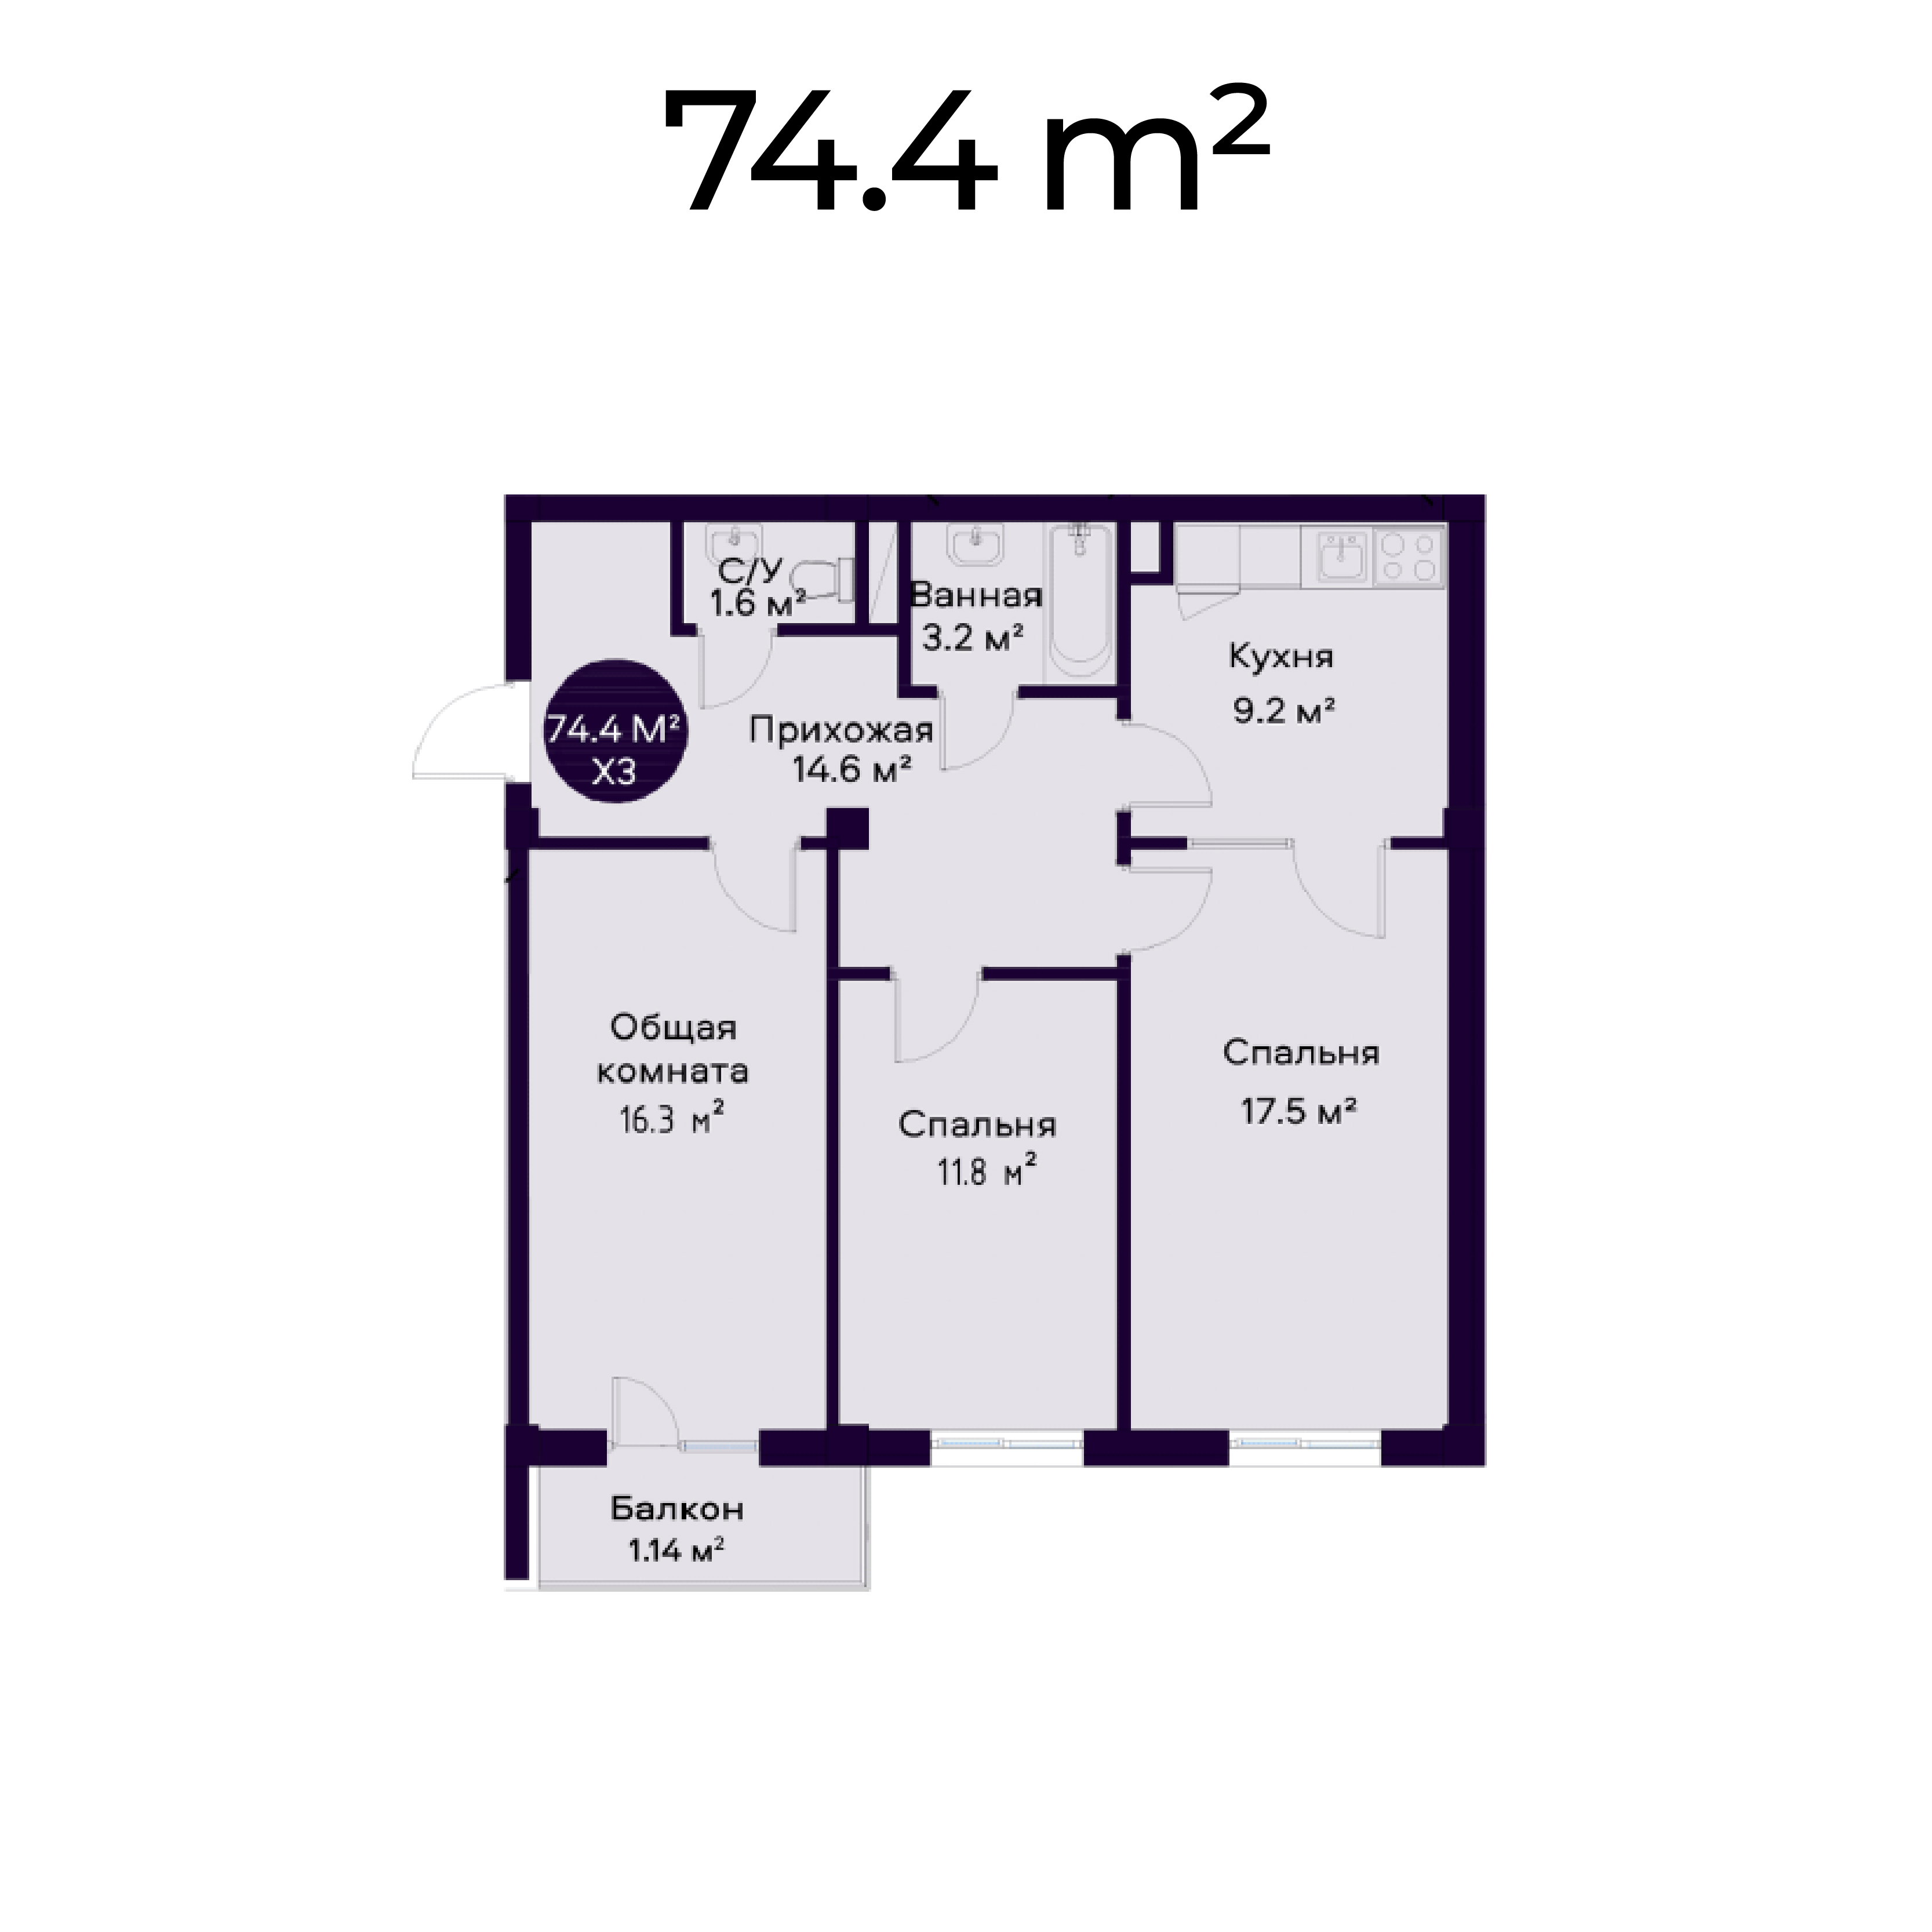 74.4 m²
С/У
1.6 м²
Ванная
3.2 м²
Кухня
9.2 м²
74.4 М²
X3
Прихожая
14.6 м²
Общая
комната
16.3 м²
Спальня
11.8 м²
Спальня
17.5 м²
Балкон
1.14 м²